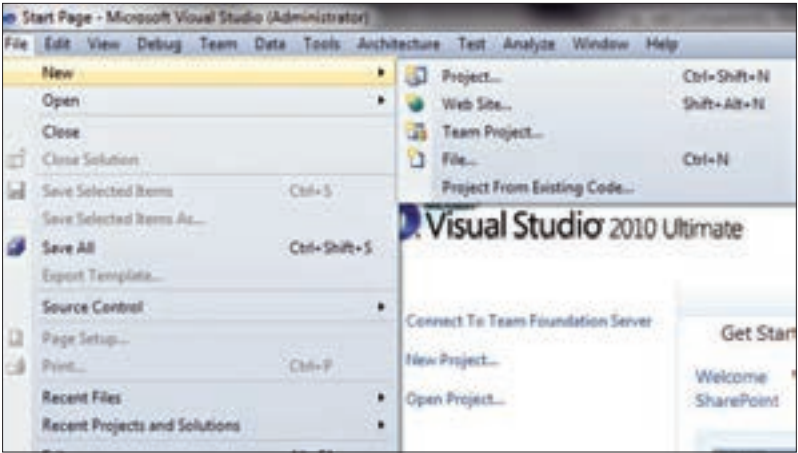 Start Page - Microsoft Visual Studio (Administrator)
File Edit View Debug Team Data Tools Architecture Test Analyze Window Help
New
Open
Close
Close Solution
Save Selected Items Ctrl+S
Save Selected Items As...
Save All Ctrl+Shift+S
Export Template...
Source Control
Page Setup...
Print... Ctrl+P
Recent Files
Recent Projects and Solutions
Project... Ctrl+Shift+N
Web Site... Shift+Alt+N
Team Project...
File... Ctrl+N
Project From Existing Code...
Visual Studio 2010 Ultimate
Connect To Team Foundation Server
New Project...
Open Project...
Get Start
Welcome
SharePoint